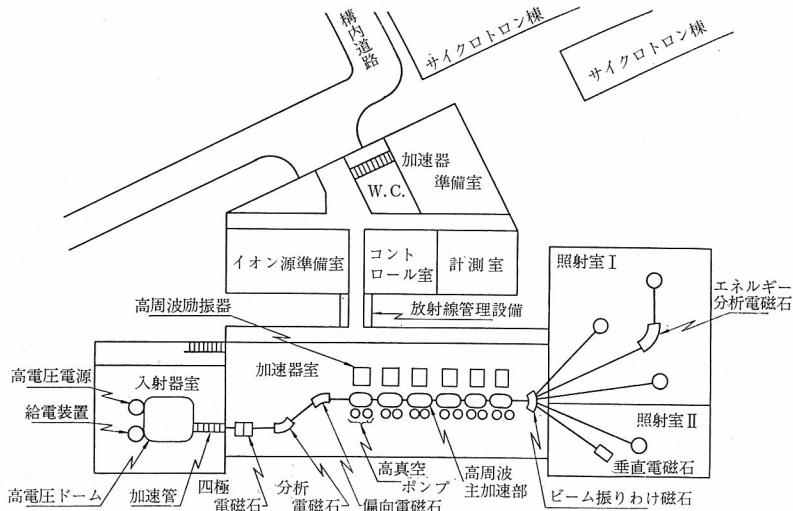 構内道路
サイクロトロン棟
サイクロトロン棟
加速器
準備室
W.C.
イオン源準備室
コント
ロール室
計測室
照射室Ⅰ
エネルギー
分析電磁石
高周波励振器
放射線管理設備
高電圧電源
入射器室
加速器室
給電装置
照射室Ⅱ
垂直電磁石
高電圧ドーム
加速管
四極
電磁石
分析
電磁石
偏向電磁石
高真空
ポンプ
高周波
主加速部
ビーム振りわけ磁石